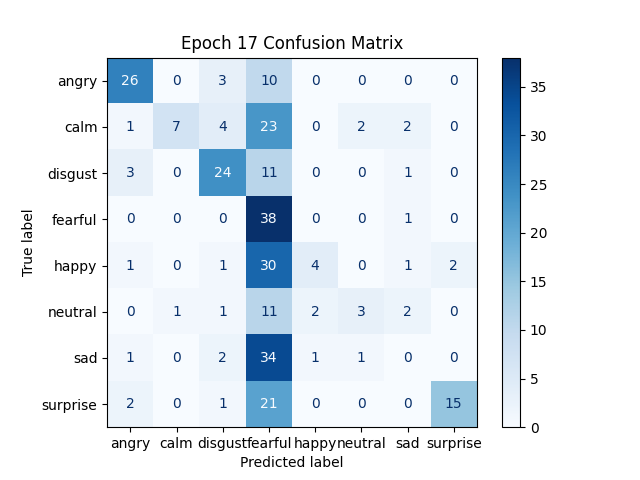 Epoch 17 Confusion Matrix
True label
angry 26 0 3 10 0 0 0 0
calm 1 7 4 23 0 2 2 0
disgust 3 0 24 11 0 0 1 0
fearful 0 0 0 38 0 0 1 0
happy 1 0 1 30 4 0 1 2
neutral 0 1 1 11 2 3 2 0
sad 1 0 2 34 1 1 0 0
surprise 2 0 1 21 0 0 0 15
angry calm disgust fearful happy neutral sad surprise
Predicted label
35
30
25
20
15
10
5
0